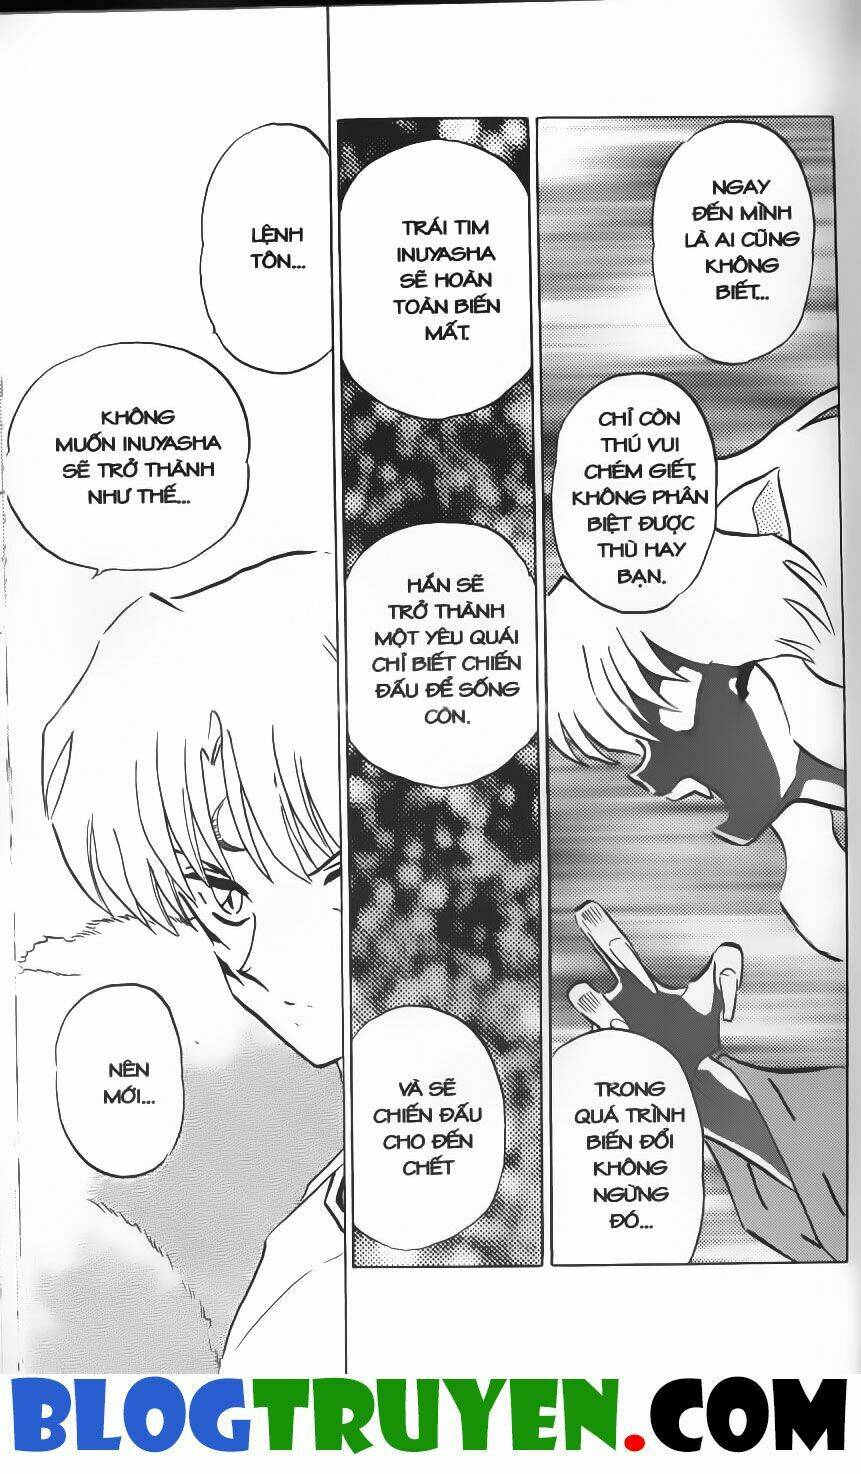 NGAY
ĐẾN MÌNH
LÀ AI CŨNG
KHÔNG
BIẾT...
CHỈ CÒN
THÚ VUI
CHÉM GIẾT,
KHÔNG PHÂN
BIỆT ĐƯỢC
THÙ HAY
BẠN.
TRONG
QUÁ TRÌNH
BIẾN ĐỔI
KHÔNG
NGỪNG
ĐÓ...
TRÁI TIM
INUYASHA
SẼ HOÀN
TOÀN BIẾN
MẤT.
HẮN SẼ
TRỞ THÀNH
MỘT YÊU QUÁI
CHỈ BIẾT CHIẾN
ĐẤU ĐỂ SỐNG
CÒN.
VÀ SẼ
CHIẾN ĐẤU
CHO ĐẾN
CHẾT
LỆNH
TÔN...
KHÔNG
MUỐN INUYASHA
SẼ TRỞ THÀNH
NHƯ THẾ...
NÊN
MỚI...
BLOGTRUYEN.COM